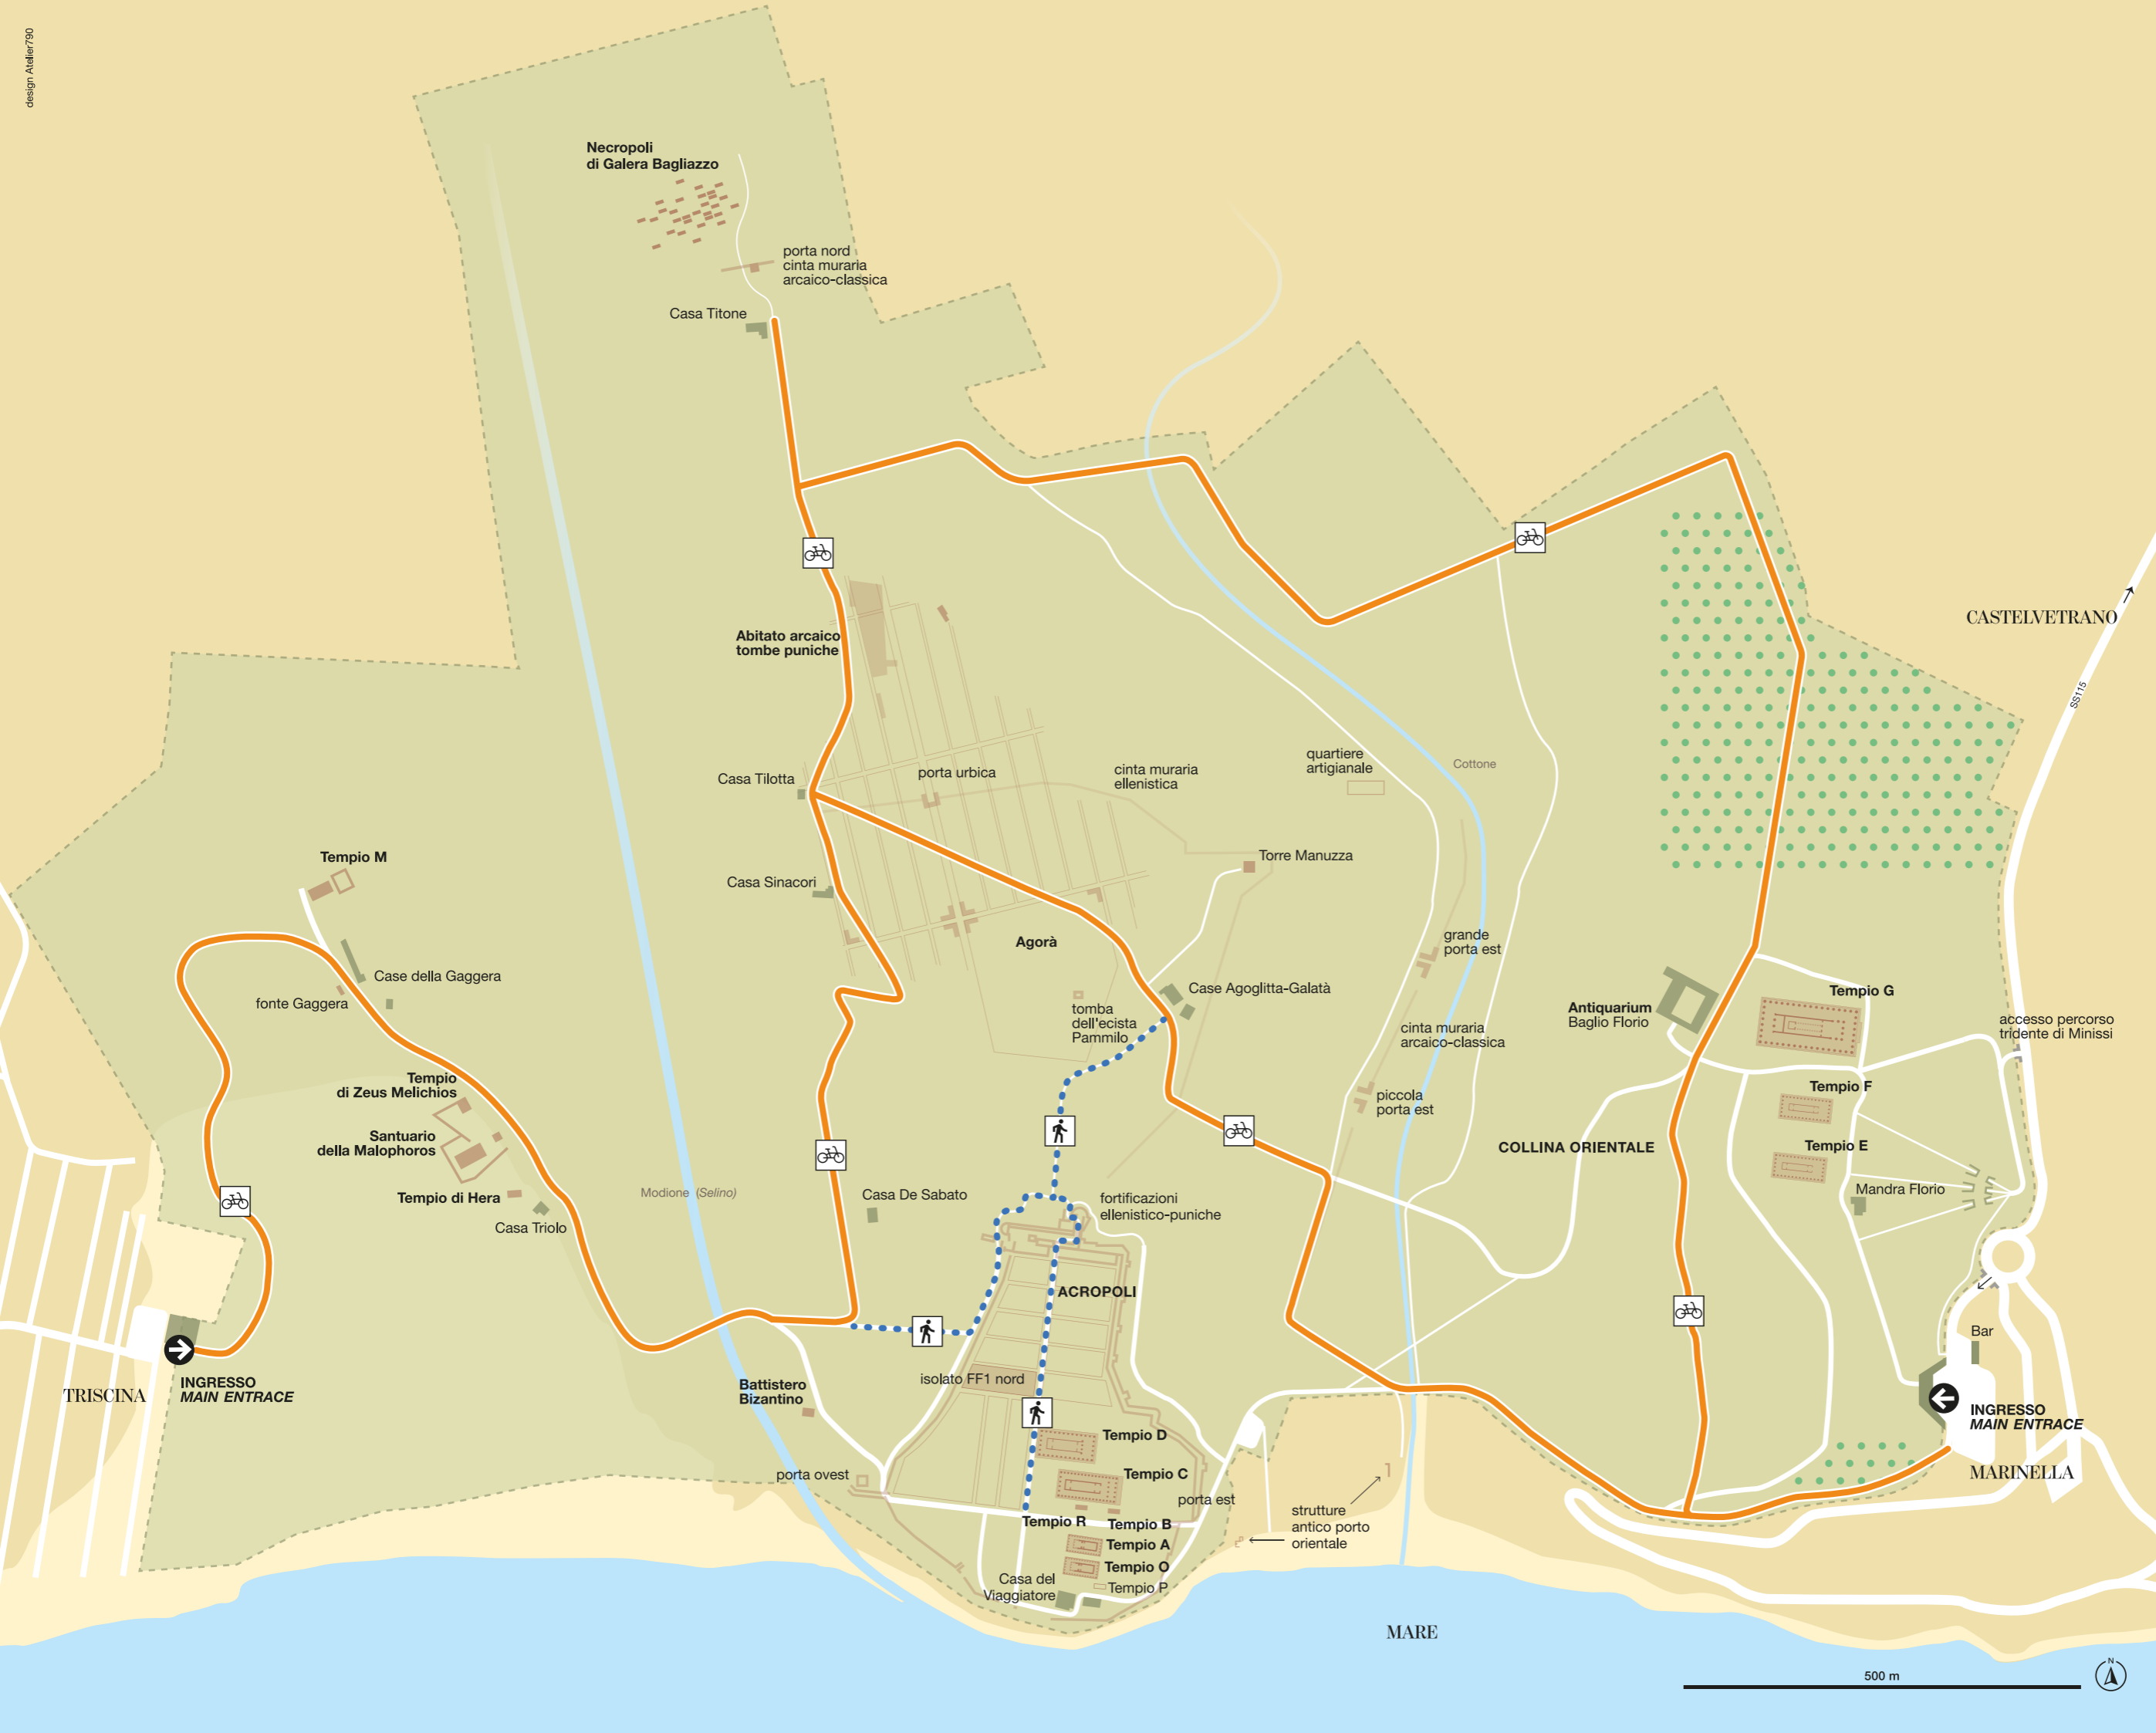 design Atelier790
Necropoli
di Galera Bagliazzo
porta nord
cinta muraria
arcaico-classica
Casa Titone
CASTELVETRANO
SS115
Abitato arcaico
tombe puniche
Casa Tilotta
porta urbica
cinta muraria
ellenistica
quartiere
artigianale
Cottone
Tempio M
Casa Sinacori
Torre Manuzza
Agorà
grande
porta est
Case della Gaggera
fonte Gaggera
Case Agoglitta-Galatà
tomba
dell'ecista
Pammilo
Antiquarium
Baglio Florio
Tempio G
cinta muraria
arcaico-classica
accesso percorso
tridente di Minissi
Tempio
di Zeus Melichios
Tempio F
piccola
porta est
Santuario
della Malophoros
COLLINA ORIENTALE
Tempio E
Tempio di Hera
Modione (Selino)
Casa De Sabato
fortificazioni
ellenistico-puniche
Mandra Florio
Casa Triolo
ACROPOLI
Bar
INGRESSO
MAIN ENTRACE
TRISCINA
Battistero
Bizantino
isolato FF1 nord
INGRESSO
MAIN ENTRACE
MARINELLA
Tempio D
Tempio C
porta ovest
porta est
Tempio R
Tempio B
strutture
antico porto
orientale
Tempio A
Tempio O
Casa del
Viaggiatore
Tempio P
MARE
500 m
N